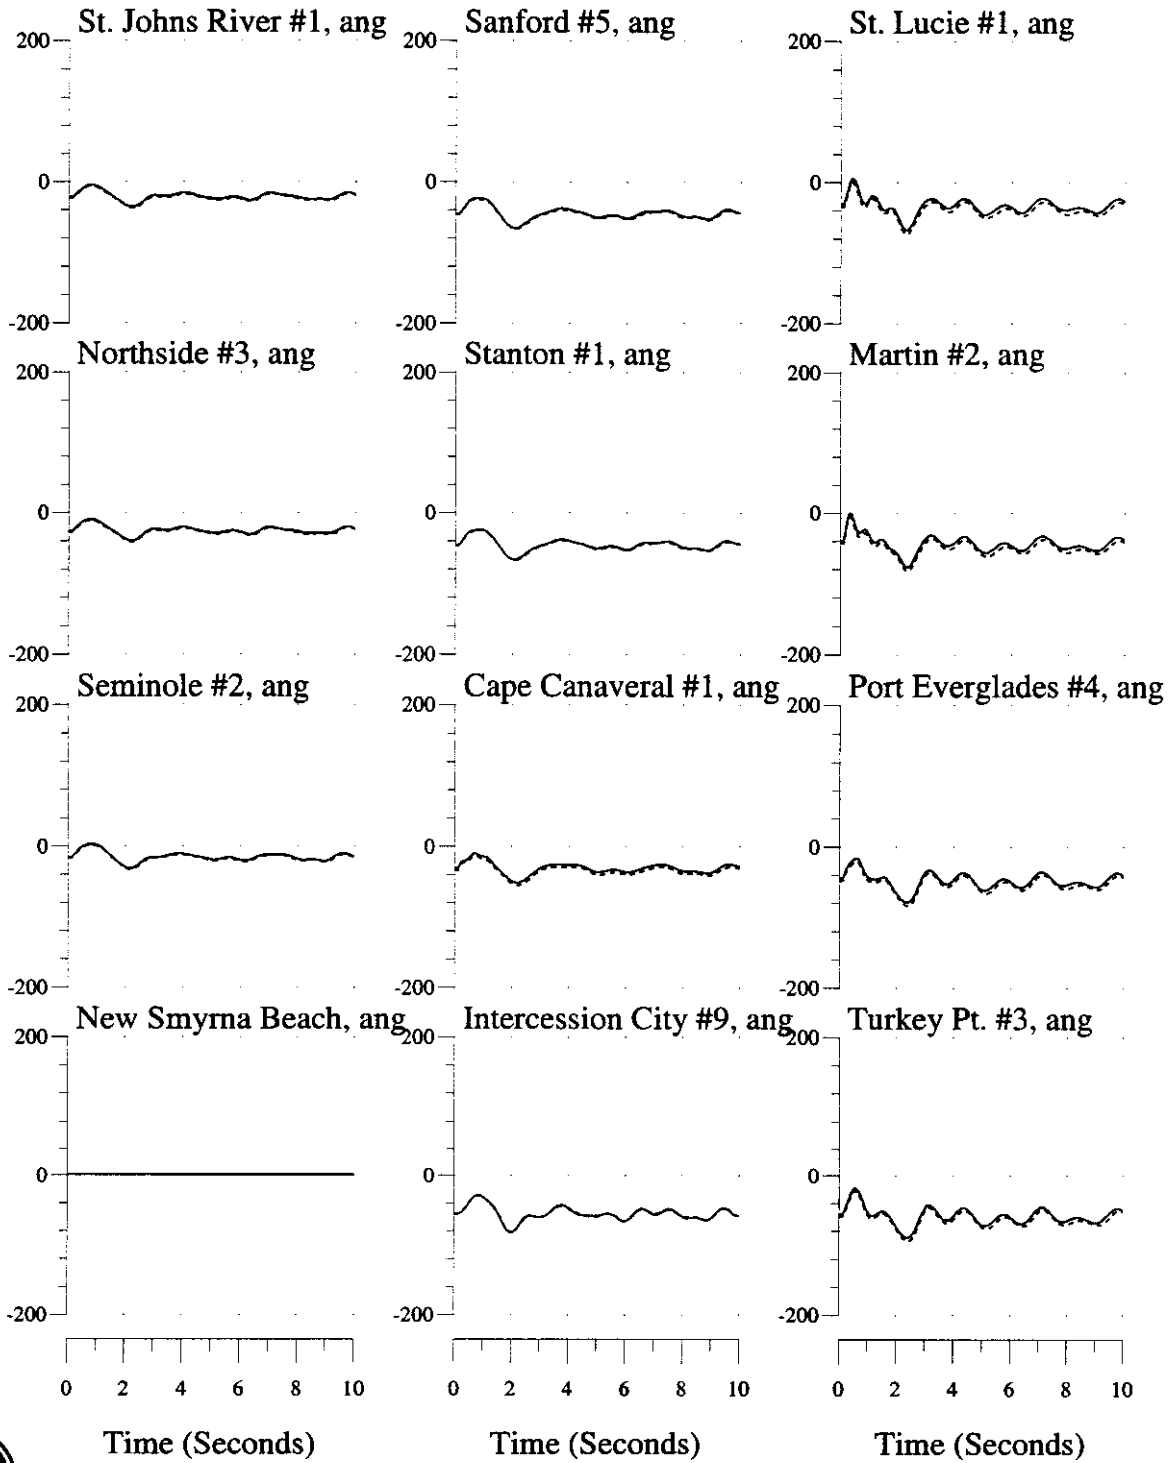 St. Johns River #1, ang
200
0
-200
Sanford #5, ang
200
0
-200
St. Lucie #1, ang
200
0
-200
Northside #3, ang
200
0
-200
Stanton #1, ang
200
0
-200
Martin #2, ang
200
0
-200
Seminole #2, ang
200
0
-200
Cape Canaveral #1, ang
200
0
-200
Port Everglades #4, ang
200
0
-200
New Smyrna Beach, ang
200
0
-200
Intercession City #9, ang
200
0
-200
Turkey Pt. #3, ang
200
0
-200
0 2 4 6 8 10
0 2 4 6 8 10
0 2 4 6 8 10
Time (Seconds)
Time (Seconds)
Time (Seconds)